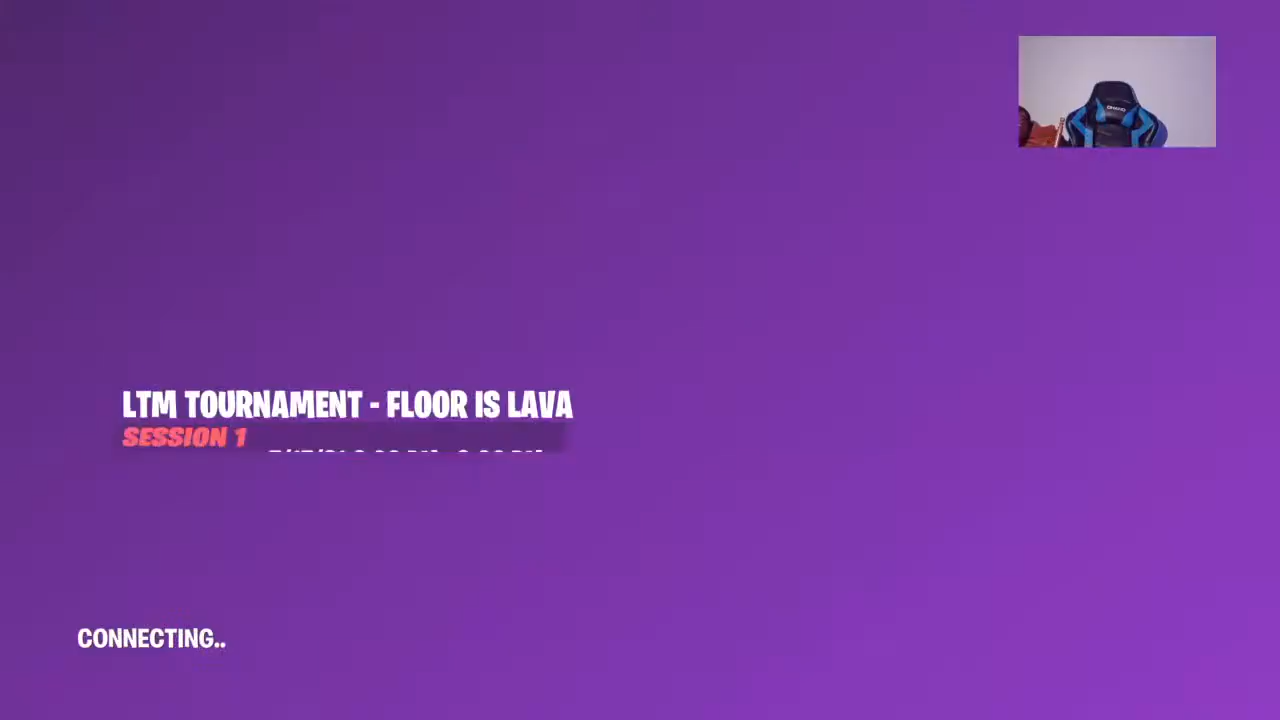 LTM TOURNAMENT - FLOOR IS LAVA
SESSION 1
CONNECTING..